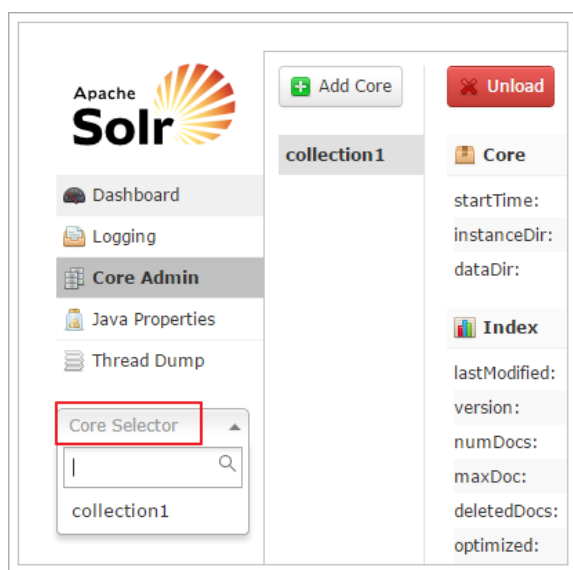 Apache
Solr
Dashboard
Logging
Core Admin
Java Properties
Thread Dump
Core Selector
collection1
Add Core
collection1
Unload
Core
startTime:
instanceDir:
dataDir:
Index
lastModified:
version:
numDocs:
maxDoc:
deletedDocs:
optimized: